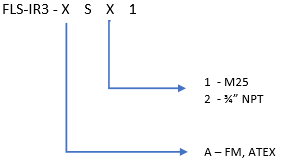 FLS-IR3 - X S X 1
1 - M25
2 - ¾” NPT
A – FM, ATEX